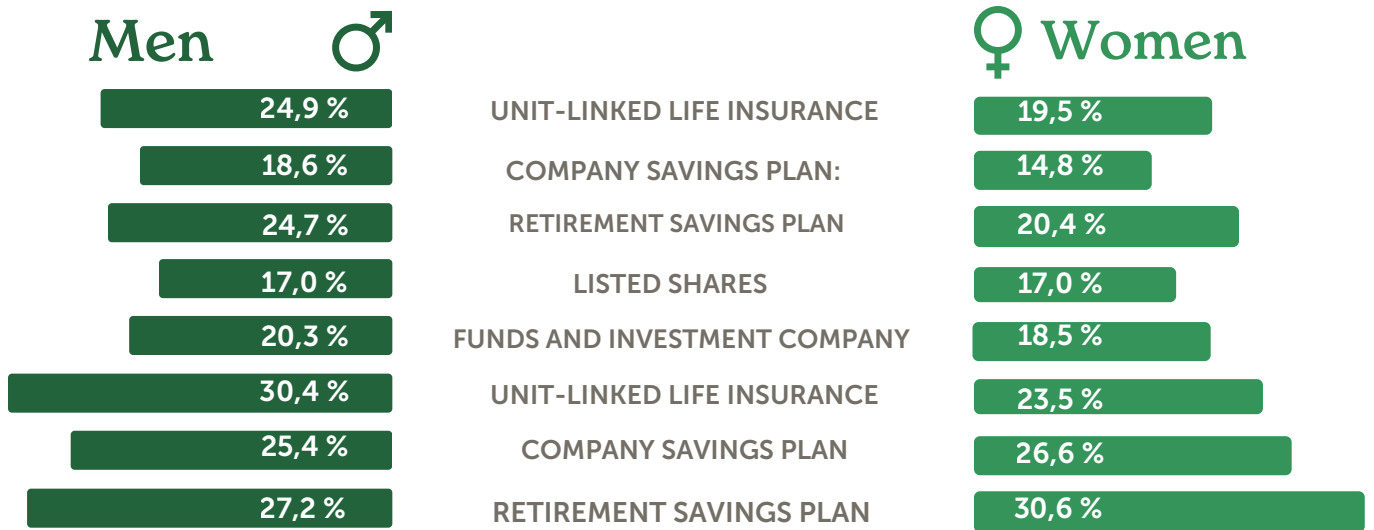 Men Women
24,9 % UNIT-LINKED LIFE INSURANCE 19,5 %
18,6 % COMPANY SAVINGS PLAN: 14,8 %
24,7 % RETIREMENT SAVINGS PLAN 20,4 %
17,0 % LISTED SHARES 17,0 %
20,3 % FUNDS AND INVESTMENT COMPANY 18,5 %
30,4 % UNIT-LINKED LIFE INSURANCE 23,5 %
25,4 % COMPANY SAVINGS PLAN 26,6 %
27,2 % RETIREMENT SAVINGS PLAN 30,6 %